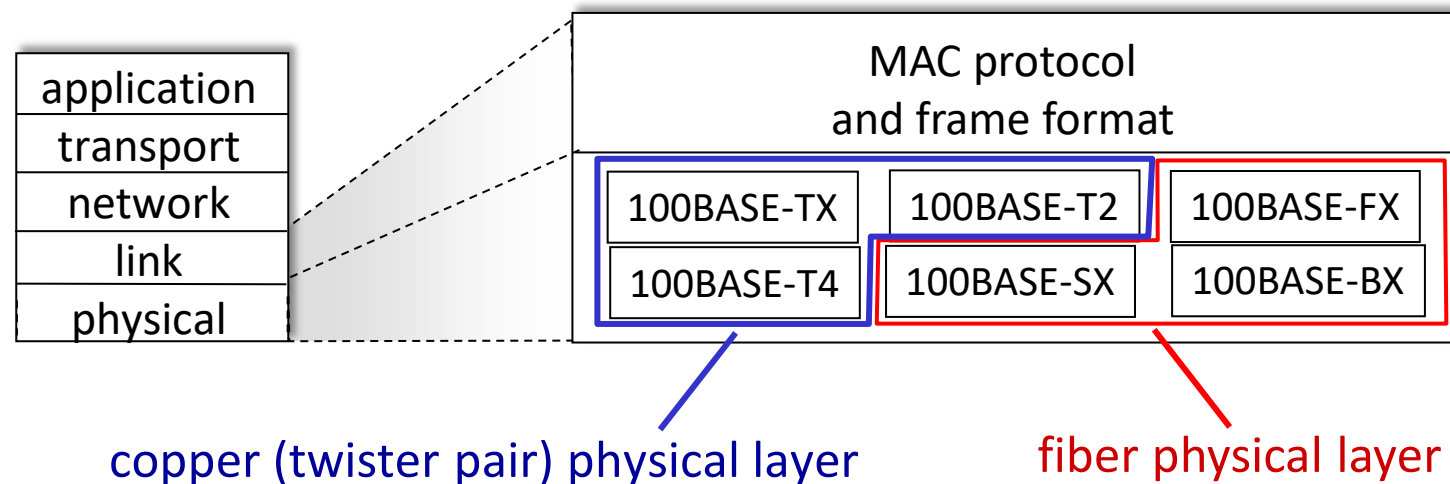 application
transport
network
link
physical
MAC protocol
and frame format
100BASE-TX
100BASE-T2
100BASE-FX
100BASE-T4
100BASE-SX
100BASE-BX
copper (twister pair) physical layer
fiber physical layer